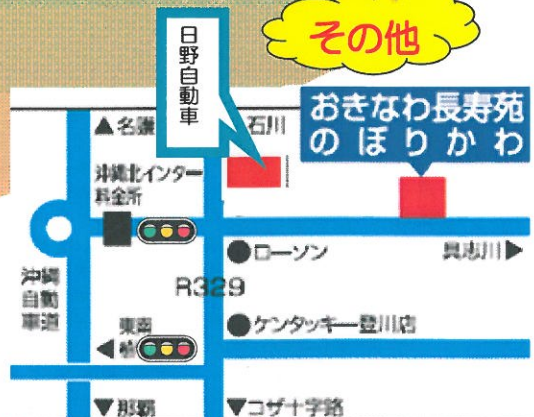 その他
日野自動車
おきなわ長寿苑
のぼりかわ
▲名護
石川
沖縄北インター
料金所
●ローソン
具志川▶
沖縄
自動
車道
R329
●ケンタッキー登川店
▼那覇
▼コザ十字路